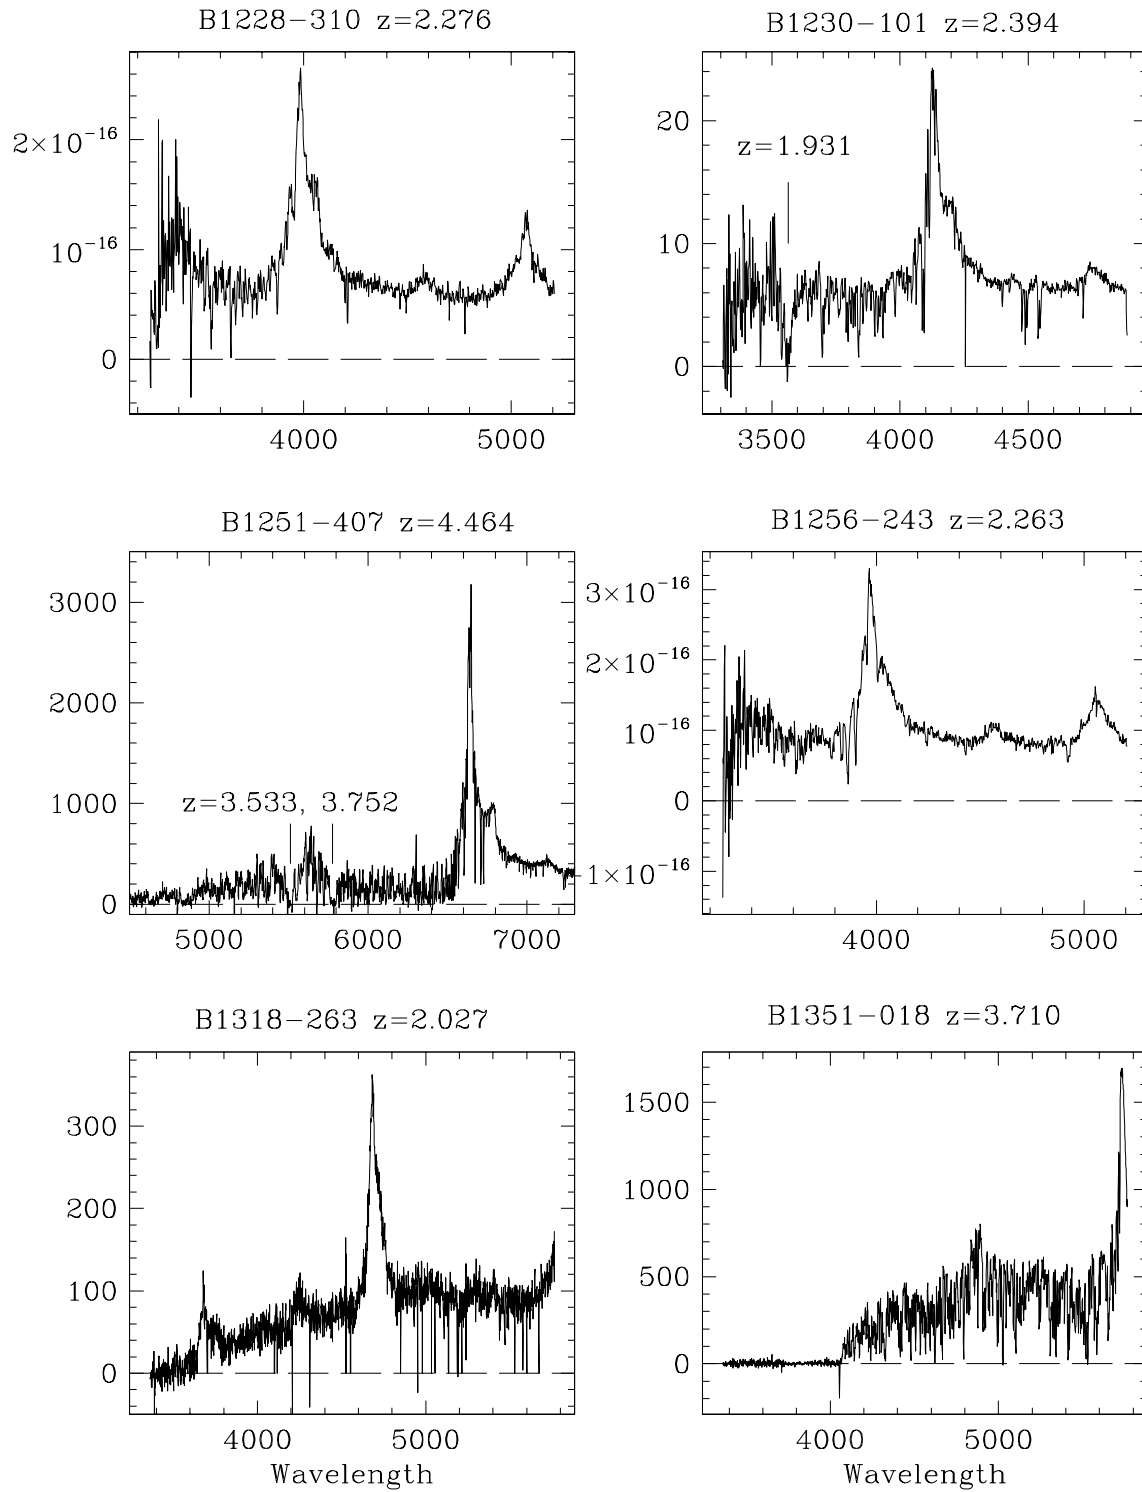 B1228−310 z=2.276
2×10⁻¹⁶
10⁻¹⁶
0
4000 5000
B1230−101 z=2.394
z=1.931
20
10
0
3500 4000 4500
B1251−407 z=4.464
3000
2000
1000
0
z=3.533, 3.752
5000 6000 7000
B1256−243 z=2.263
3×10⁻¹⁶
2×10⁻¹⁶
10⁻¹⁶
0
−1×10⁻¹⁶
4000 5000
B1318−263 z=2.027
300
200
100
0
4000 5000
Wavelength
B1351−018 z=3.710
1500
1000
500
0
4000 5000
Wavelength